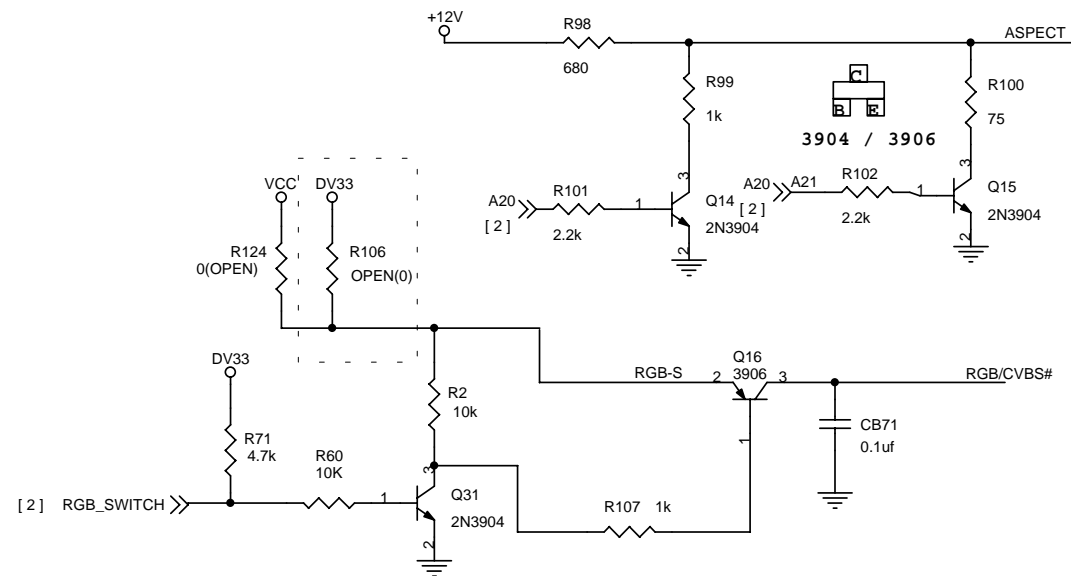 +12V
R98
680
ASPECT
R99
1k
C
B E
3904 / 3906
R100
75
3
A20
[ 2 ]
R101
2.2k
1
3
Q14
2N3904
2
A20
[ 2 ]
A21
R102
2.2k
1
Q15
2N3904
2
VCC
DV33
R124
0(OPEN)
R106
OPEN(0)
DV33
R2
10k
RGB-S
2
Q16
3906
3
RGB/CVBS#
1
CB71
0.1uf
R71
4.7k
R60
10K
[ 2 ]
RGB_SWITCH
1
3
Q31
2N3904
2
R107
1k